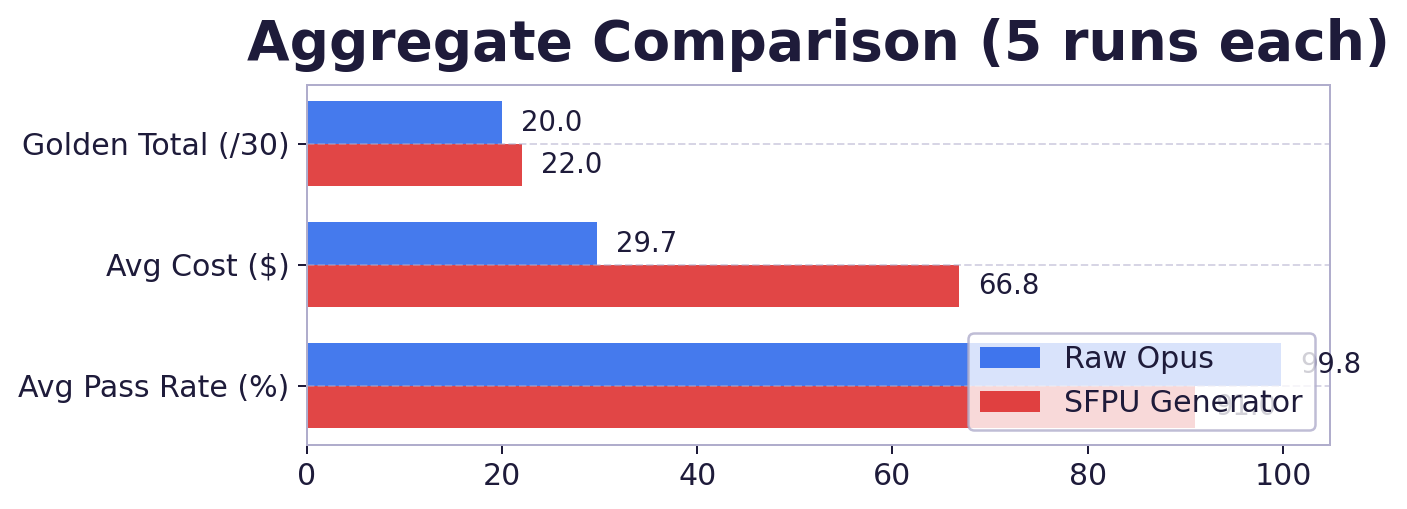 Aggregate Comparison (5 runs each)
Golden Total (/30)
20.0
22.0
Avg Cost ($)
29.7
66.8
Avg Pass Rate (%)
99.8
Raw Opus
SFPU Generator
0 20 40 60 80 100